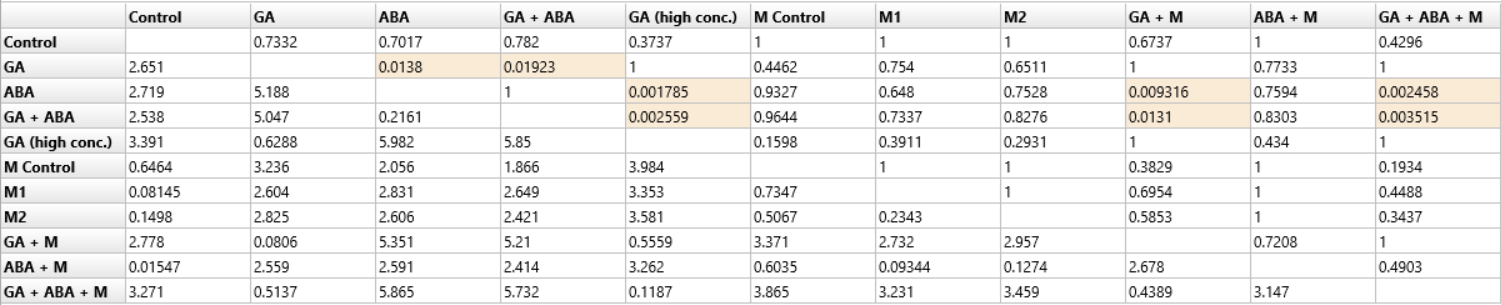 Control GA ABA GA + ABA GA (high conc.) M Control M1 M2 GA + M ABA + M GA + ABA + M
Control 0.7332 0.7017 0.782 0.3737 1 1 1 0.6737 1 0.4296
GA 2.651 0.0138 0.01923 1 0.4462 0.754 0.6511 1 0.7733 1
ABA 2.719 5.188 1 0.001785 0.9327 0.648 0.7528 0.009316 0.7594 0.002458
GA + ABA 2.538 5.047 0.2161 0.002559 0.9644 0.7337 0.8276 0.0131 0.8303 0.003515
GA (high conc.) 3.391 0.6288 5.982 5.85 0.1598 0.3911 0.2931 1 0.434 1
M Control 0.6464 3.236 2.056 1.866 3.984 1 1 0.3829 1 0.1934
M1 0.08145 2.604 2.831 2.649 3.353 0.7347 1 0.6954 1 0.4488
M2 0.1498 2.825 2.606 2.421 3.581 0.5067 0.2343 0.5853 1 0.3437
GA + M 2.778 0.0806 5.351 5.21 0.5559 3.371 2.732 2.957 0.7208 1
ABA + M 0.01547 2.559 2.591 2.414 3.262 0.6035 0.09344 0.1274 2.678 0.4903
GA + ABA + M 3.271 0.5137 5.865 5.732 0.1187 3.865 3.231 3.459 0.4389 3.147